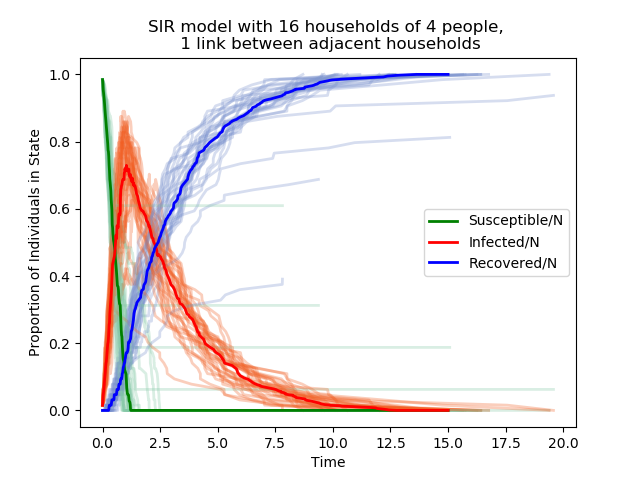 SIR model with 16 households of 4 people,
1 link between adjacent households
Proportion of Individuals in State
1.0
0.8
0.6
0.4
0.2
0.0
Susceptible/N
Infected/N
Recovered/N
0.0 2.5 5.0 7.5 10.0 12.5 15.0 17.5 20.0
Time